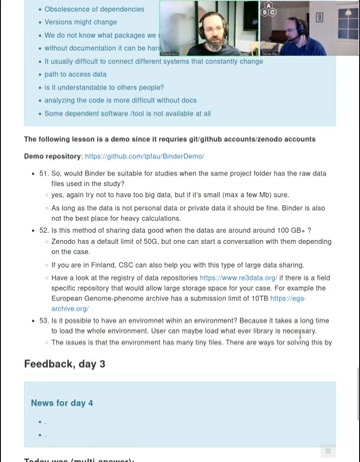 Obsolescence of dependencies
Versions might change
We do not know what packages we
without documentation it can be hard
It usually difficult to connect different systems that constantly change
path to access data
is it understandable to others people?
analyzing the code is more difficult without docs
Some dependent software /tool is not available at all
The following lesson is a demo since it requries git/github accounts/zenodo accounts
Demo repository: https://github.com/tpfau/BinderDemo/
51. So, would Binder be suitable for studies when the same project folder has the raw data
files used in the study?
yes, again try not to have too big data, but if it's small (max a few Mb) sure.
As long as the data is not personal data or private data it should be fine. Binder is also
not the best place for heavy calculations.
52. Is this method of sharing data good when the datas are around around 100 GB+ ?
Zenodo has a default limit of 50G, but one can start a conversation with them depending
on the case.
If you are in Finland, CSC can also help you with this type of large data sharing.
Have a look at the registry of data repositories https://www.re3data.org/ if there is a field
specific repository that would allow large storage space for your case. For example the
European Genome-phenome archive has a submission limit of 10TB https://ega-
archive.org/
53. Is it possible to have an enviromnet wihin an environment? Because it takes a long time
to load the whole environment. User can maybe load what ever library is necessary.
The issues is that the environment has many tiny files. There are ways for solving this by
Feedback, day 3
News for day 4
.
.
Today was (multi answer):